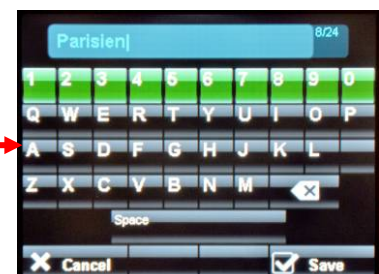 Parisien
8/24
1 2 3 4 5 6 7 8 9 0
Q W E R T Y U I O P
A S D F G H J K L
Z X C V B N M
Space
Cancel Save